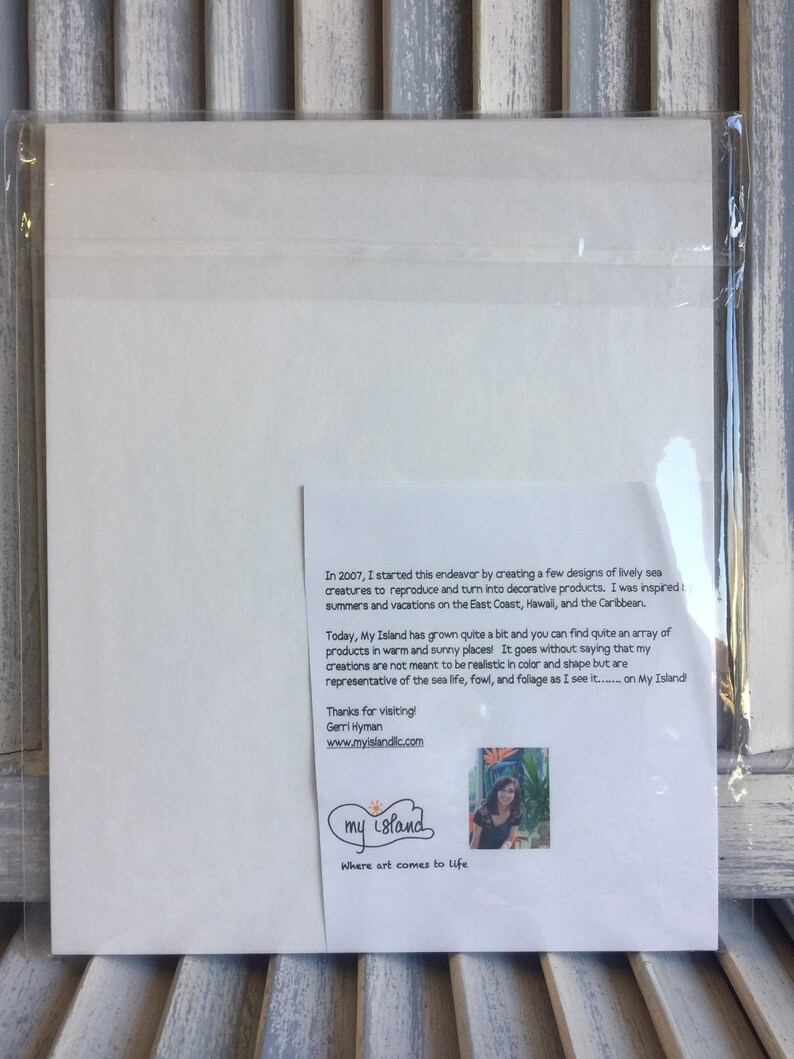 In 2007, I started this endeavor by creating a few designs of lively sea
creatures to reproduce and turn into decorative products. I was inspired by
summers and vacations on the East Coast, Hawaii, and the Caribbean.
Today, My Island has grown quite a bit and you can find quite an array of
products in warm and sunny places! It goes without saying that my
creations are not meant to be realistic in color and shape but are
representative of the sea life, fowl, and foliage as I see it....... on My Island!
Thanks for visiting!
Gerri Hyman
www.myislandllc.com
my island
Where art comes to life